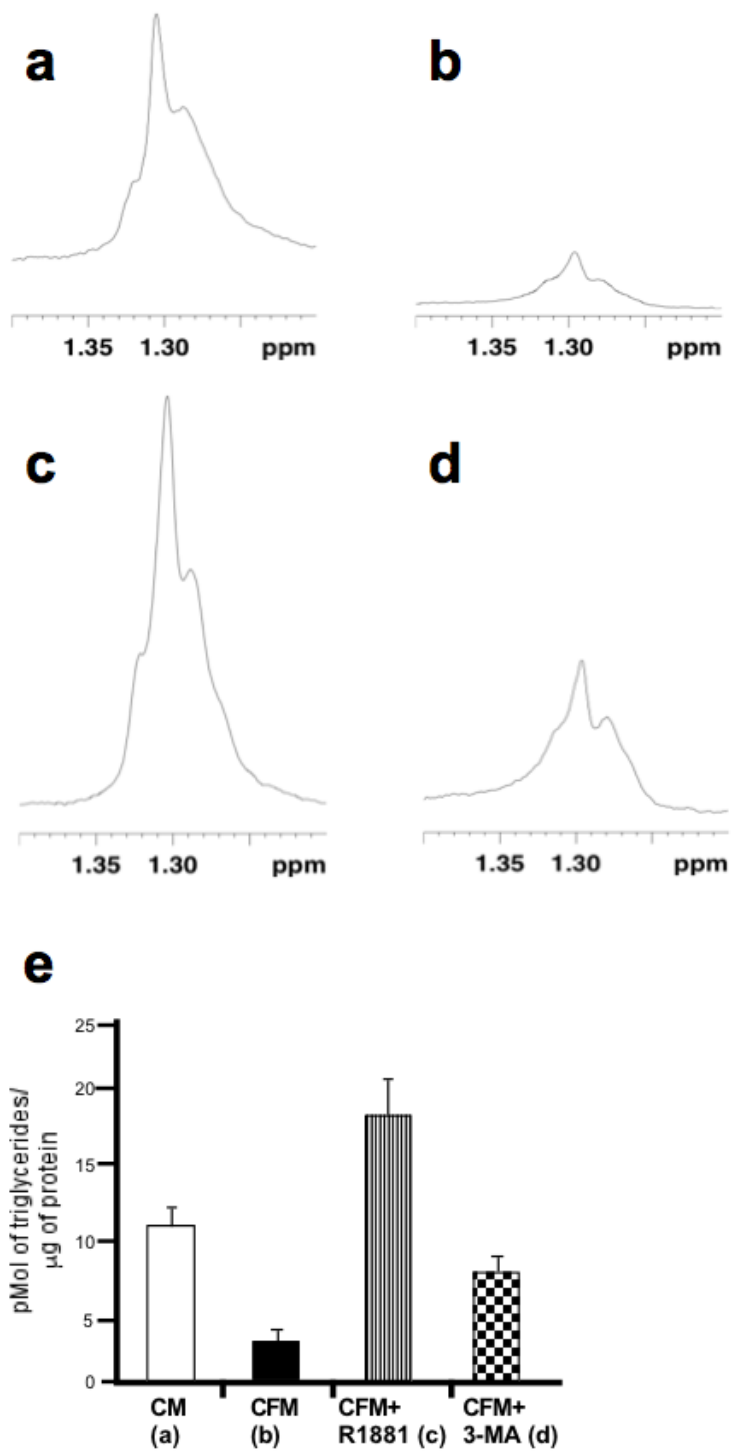 a
b
1.35 1.30 ppm
1.35 1.30 ppm
c
d
1.35 1.30 ppm
1.35 1.30 ppm
e
pMol of triglycerides/
µg of protein
25
20
15
10
5
0
CM CFM CFM+ CFM+
(a) (b) R1881 (c) 3-MA (d)